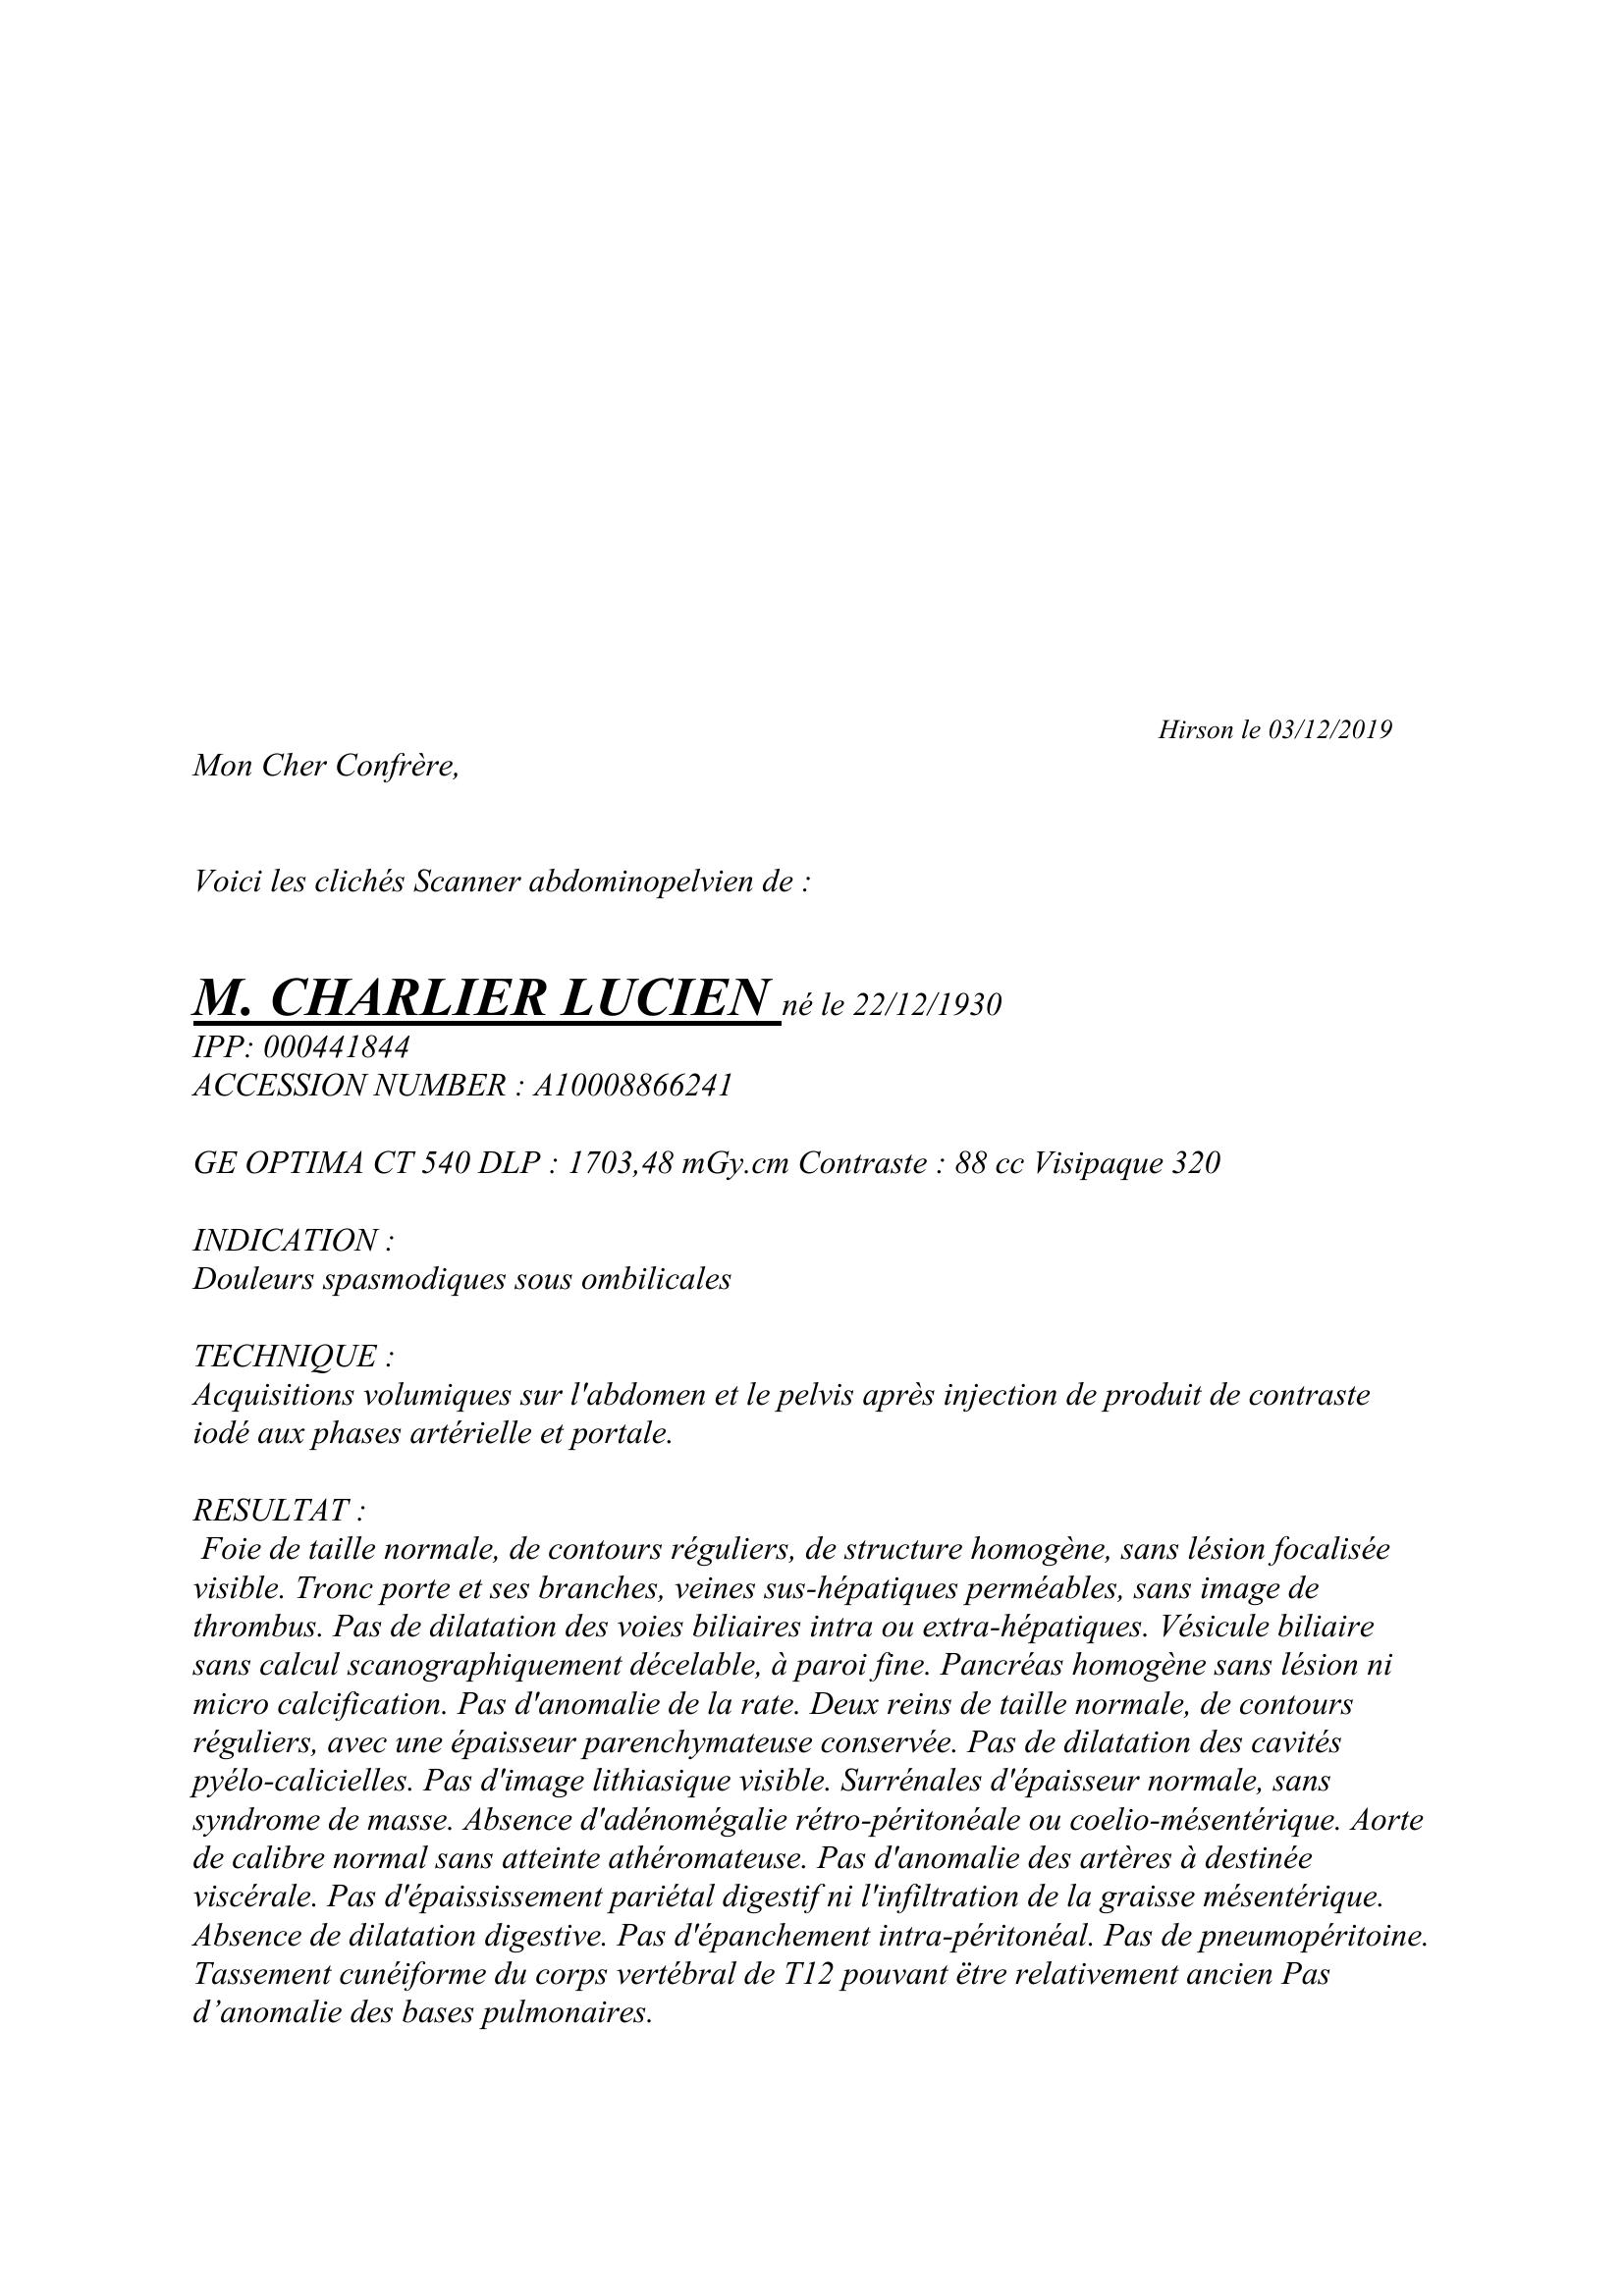 Hirson le 03/12/2019
Mon Cher Confrère,
Voici les clichés Scanner abdominopelvien de :
M. CHARLIER LUCIEN né le 22/12/1930
IPP: 000441844
ACCESSION NUMBER : A10008866241
GE OPTIMA CT 540 DLP : 1703,48 mGy.cm Contraste : 88 cc Visipaque 320
INDICATION :
Douleurs spasmodiques sous ombilicales
TECHNIQUE :
Acquisitions volumiques sur l'abdomen et le pelvis après injection de produit de contraste
iodé aux phases artérielle et portale.
RESULTAT :
Foie de taille normale, de contours réguliers, de structure homogène, sans lésion focalisée
visible. Tronc porte et ses branches, veines sus-hépatiques perméables, sans image de
thrombus. Pas de dilatation des voies biliaires intra ou extra-hépatiques. Vésicule biliaire
sans calcul scanographiquement décelable, à paroi fine. Pancréas homogène sans lésion ni
micro calcification. Pas d'anomalie de la rate. Deux reins de taille normale, de contours
réguliers, avec une épaisseur parenchymateuse conservée. Pas de dilatation des cavités
pyélo-calicielles. Pas d'image lithiasique visible. Surrénales d'épaisseur normale, sans
syndrome de masse. Absence d'adénomégalie rétro-péritonéale ou coelio-mésentérique. Aorte
de calibre normal sans atteinte athéromateuse. Pas d'anomalie des artères à destinée
viscérale. Pas d'épaississement pariétal digestif ni l'infiltration de la graisse mésentérique.
Absence de dilatation digestive. Pas d'épanchement intra-péritonéal. Pas de pneumopéritoine.
Tassement cunéiforme du corps vertébral de T12 pouvant ëtre relativement ancien Pas
d’anomalie des bases pulmonaires.